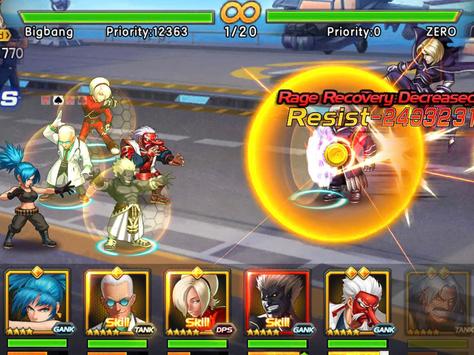 Bigbang Priority:12363 1/20 Priority:0 ZERO
Rage Recovery:Decreased
Resist-2493231
S
GANK
Skill TANK
Skill DPS
GANK
Skill GANK